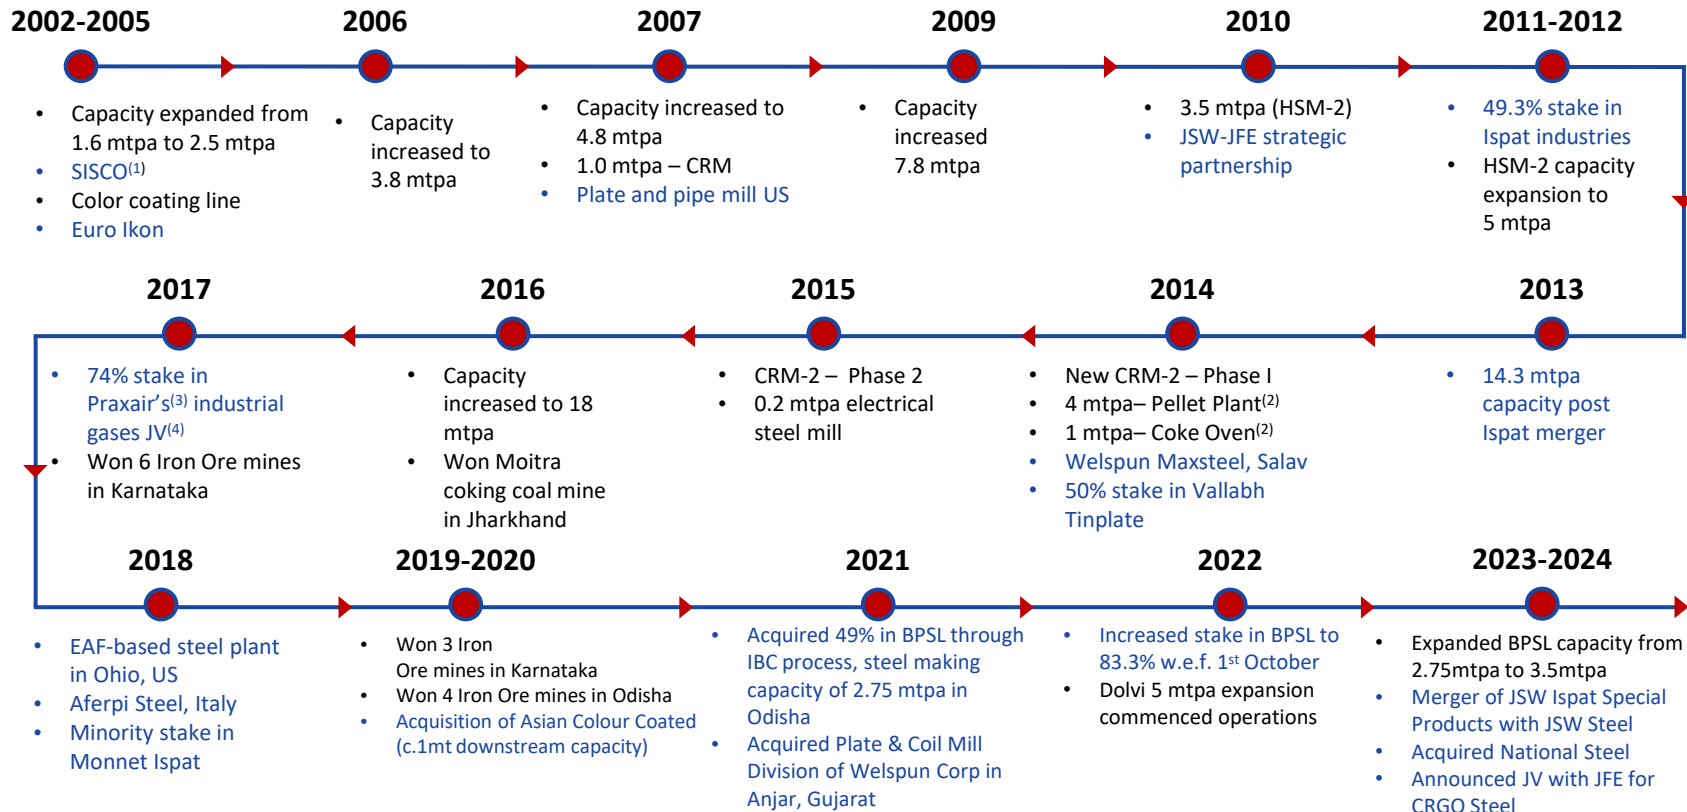 2002-2005
• Capacity expanded from
1.6 mtpa to 2.5 mtpa
• SISCO(1)
• Color coating line
• Euro Ikon
2006
• Capacity
increased to
3.8 mtpa
2007
• Capacity increased to
4.8 mtpa
• 1.0 mtpa – CRM
• Plate and pipe mill US
2009
• Capacity
increased
7.8 mtpa
2010
• 3.5 mtpa (HSM-2)
• JSW-JFE strategic
partnership
2011-2012
• 49.3% stake in
Ispat industries
• HSM-2 capacity
expansion to
5 mtpa
2013
• 14.3 mtpa
capacity post
Ispat merger
2014
• New CRM-2 – Phase I
• 4 mtpa– Pellet Plant(2)
• 1 mtpa– Coke Oven(2)
• Welspun Maxsteel, Salav
• 50% stake in Vallabh
Tinplate
2015
• CRM-2 – Phase 2
• 0.2 mtpa electrical
steel mill
2016
• Capacity
increased to 18
mtpa
• Won Moitra
coking coal mine
in Jharkhand
2017
• 74% stake in
Praxair's(3) industrial
gases JV(4)
• Won 6 Iron Ore mines
in Karnataka
2018
• EAF-based steel plant
in Ohio, US
• Aferpi Steel, Italy
• Minority stake in
Monnet Ispat
2019-2020
• Won 3 Iron
Ore mines in Karnataka
• Won 4 Iron Ore mines in Odisha
• Acquisition of Asian Colour Coated
(c.1mt downstream capacity)
2021
• Acquired 49% in BPSL through
IBC process, steel making
capacity of 2.75 mtpa in
Odisha
• Acquired Plate & Coil Mill
Division of Welspun Corp in
Anjar, Gujarat
2022
• Increased stake in BPSL to
83.3% w.e.f. 1st October
• Dolvi 5 mtpa expansion
commenced operations
2023-2024
• Expanded BPSL capacity from
2.75mtpa to 3.5mtpa
• Merger of JSW Ispat Special
Products with JSW Steel
• Acquired National Steel
• Announced JV with JFE for
CRGO Steel